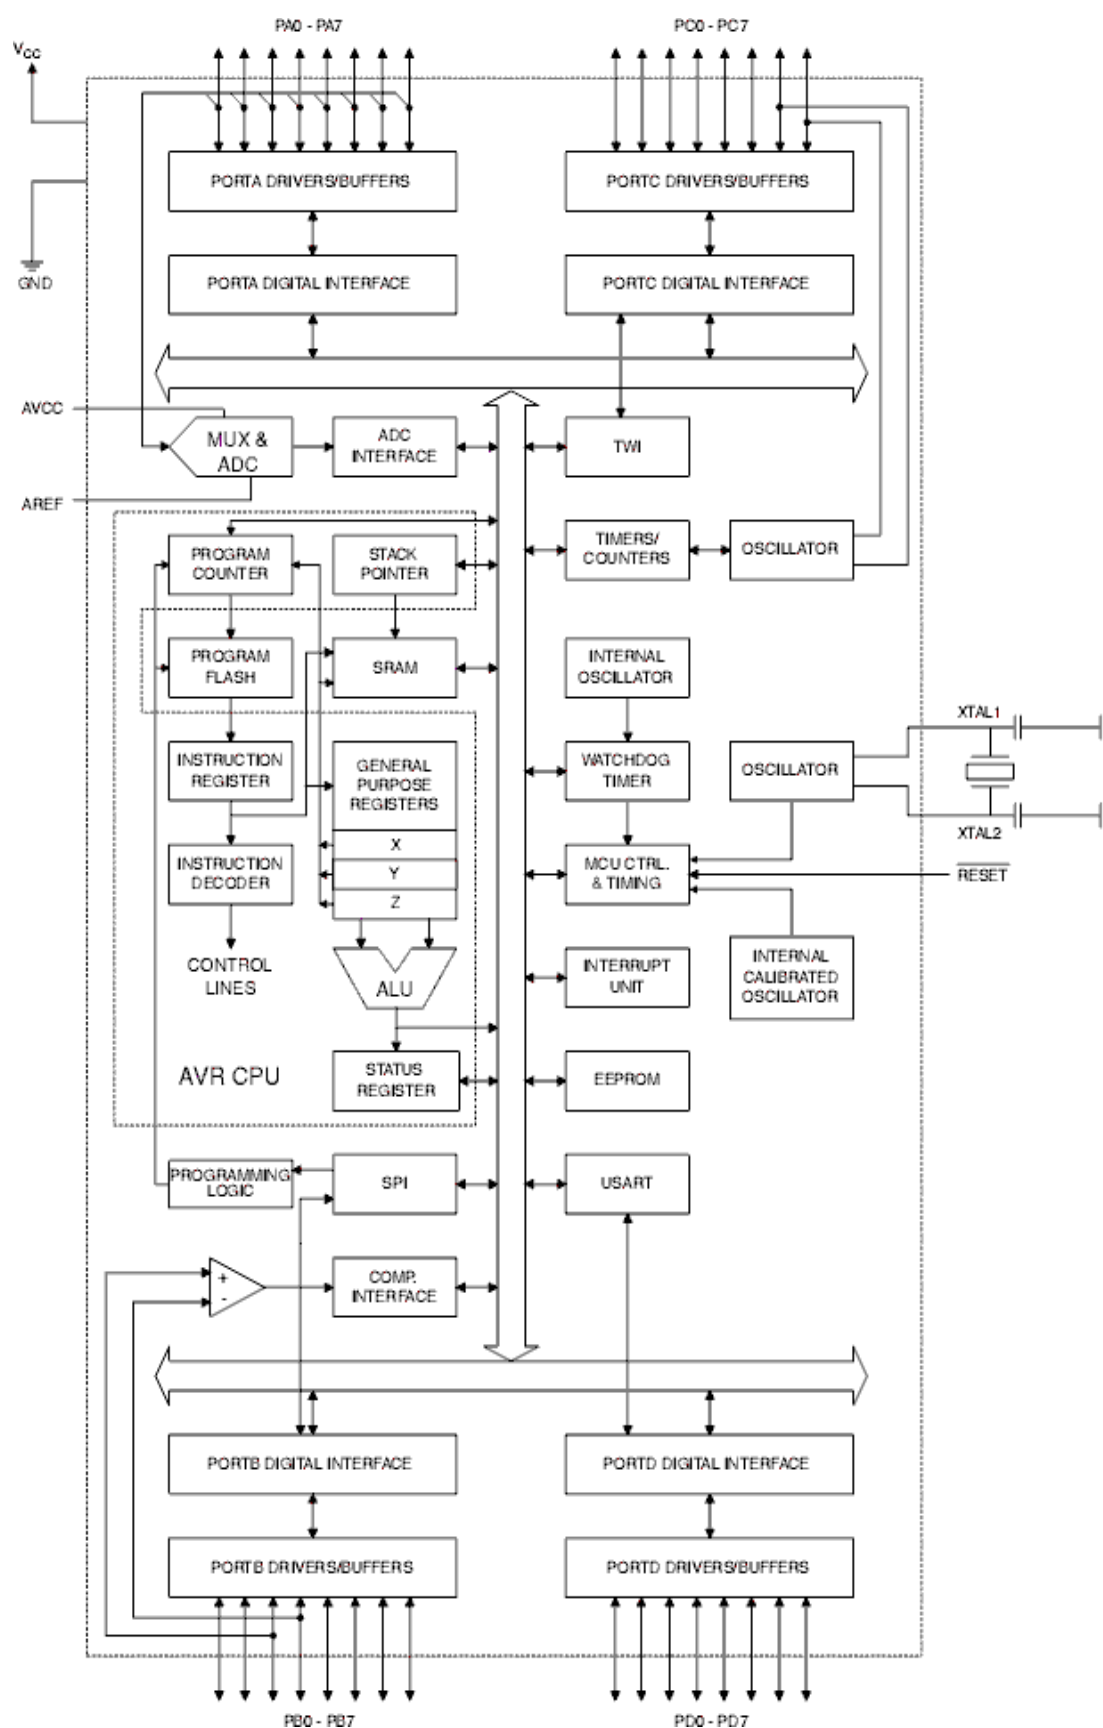 PA0 - PA7
PC0 - PC7
VCC
PORTA DRIVERS/BUFFERS
PORTC DRIVERS/BUFFERS
GND
PORTA DIGITAL INTERFACE
PORTC DIGITAL INTERFACE
AVCC
MUX &
ADC
ADC
INTERFACE
TWI
AREF
PROGRAM
COUNTER
STACK
POINTER
TIMERS/
COUNTERS
OSCILLATOR
PROGRAM
FLASH
SRAM
INTERNAL
OSCILLATOR
XTAL1
INSTRUCTION
REGISTER
GENERAL
PURPOSE
REGISTERS
WATCHDOG
TIMER
OSCILLATOR
XTAL2
X
INSTRUCTION
DECODER
Y
Z
MCU CTRL.
& TIMING
RESET
CONTROL
LINES
ALU
INTERRUPT
UNIT
INTERNAL
CALIBRATED
OSCILLATOR
AVR CPU
STATUS
REGISTER
EEPROM
PROGRAMMING
LOGIC
SPI
USART
+
-
COMP.
INTERFACE
PORTB DIGITAL INTERFACE
PORTD DIGITAL INTERFACE
PORTB DRIVERS/BUFFERS
PORTD DRIVERS/BUFFERS
PB0 - PB7
PD0 - PD7